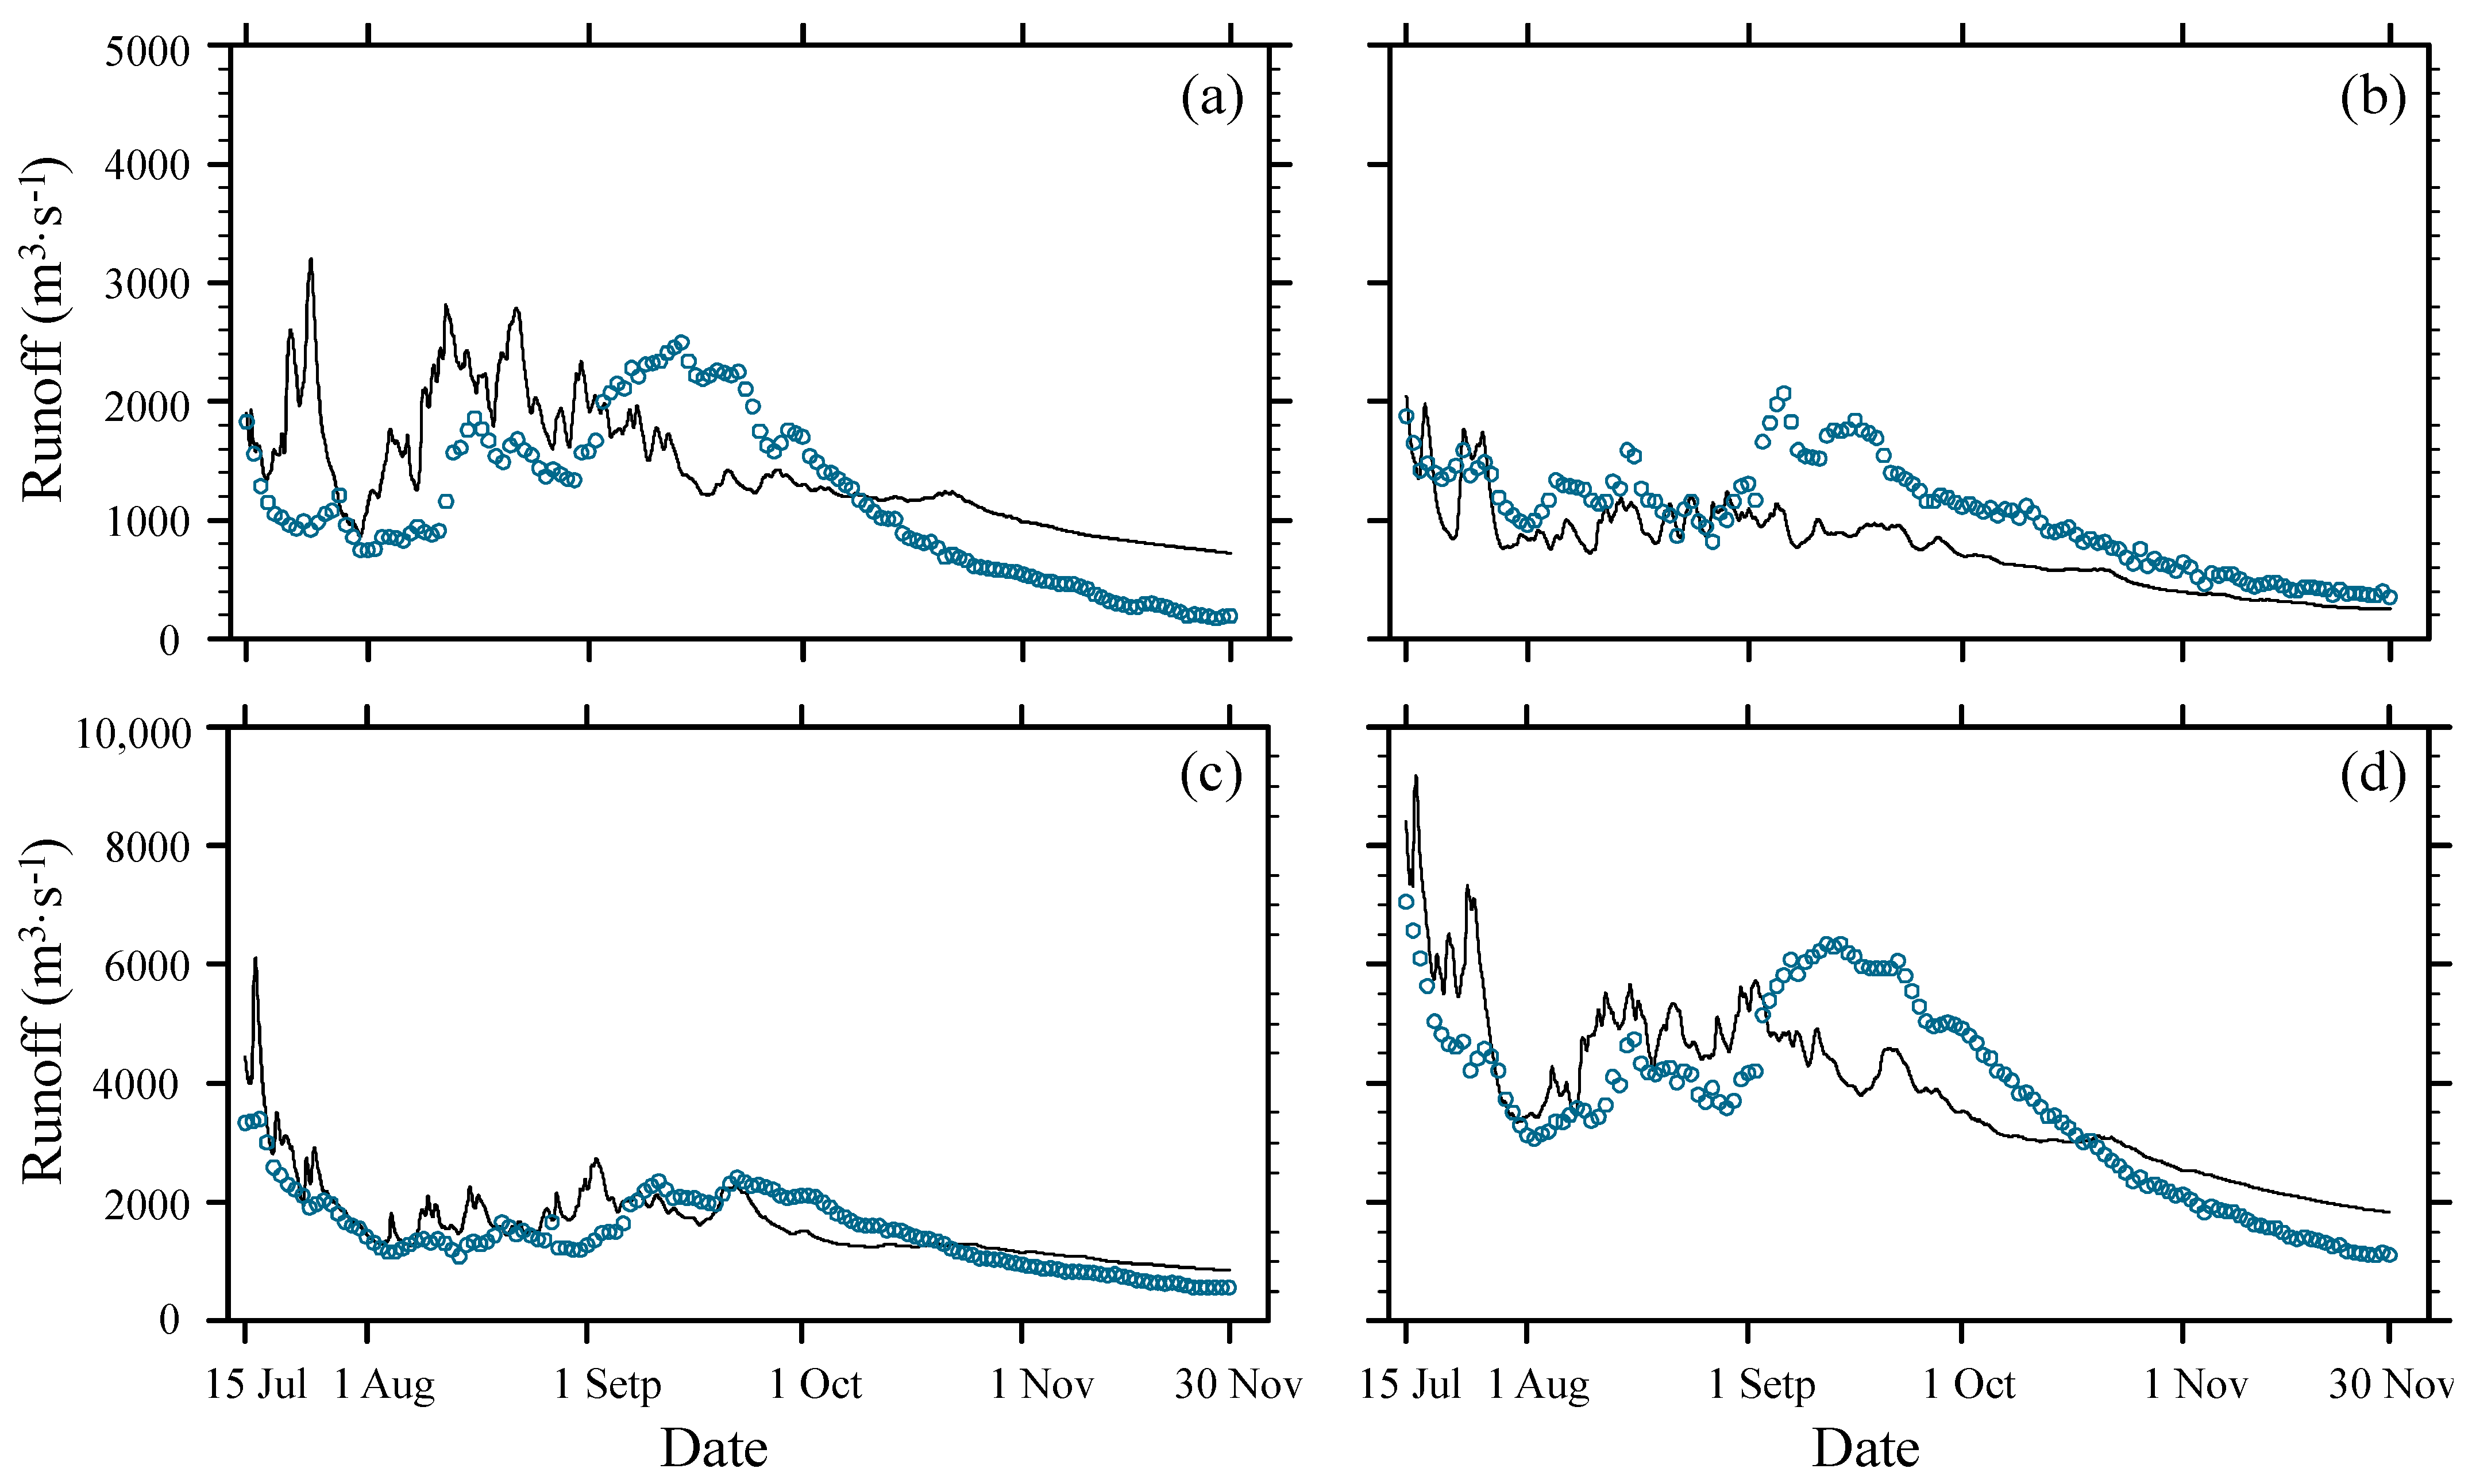 (a)
(b)
5000
4000
3000
2000
1000
0
Runoff (m³·s⁻¹)
(c)
(d)
10,000
8000
6000
4000
2000
0
Runoff (m³·s⁻¹)
15 Jul 1 Aug 1 Setp 1 Oct 1 Nov 30 Nov
15 Jul 1 Aug 1 Setp 1 Oct 1 Nov 30 Nov
Date
Date